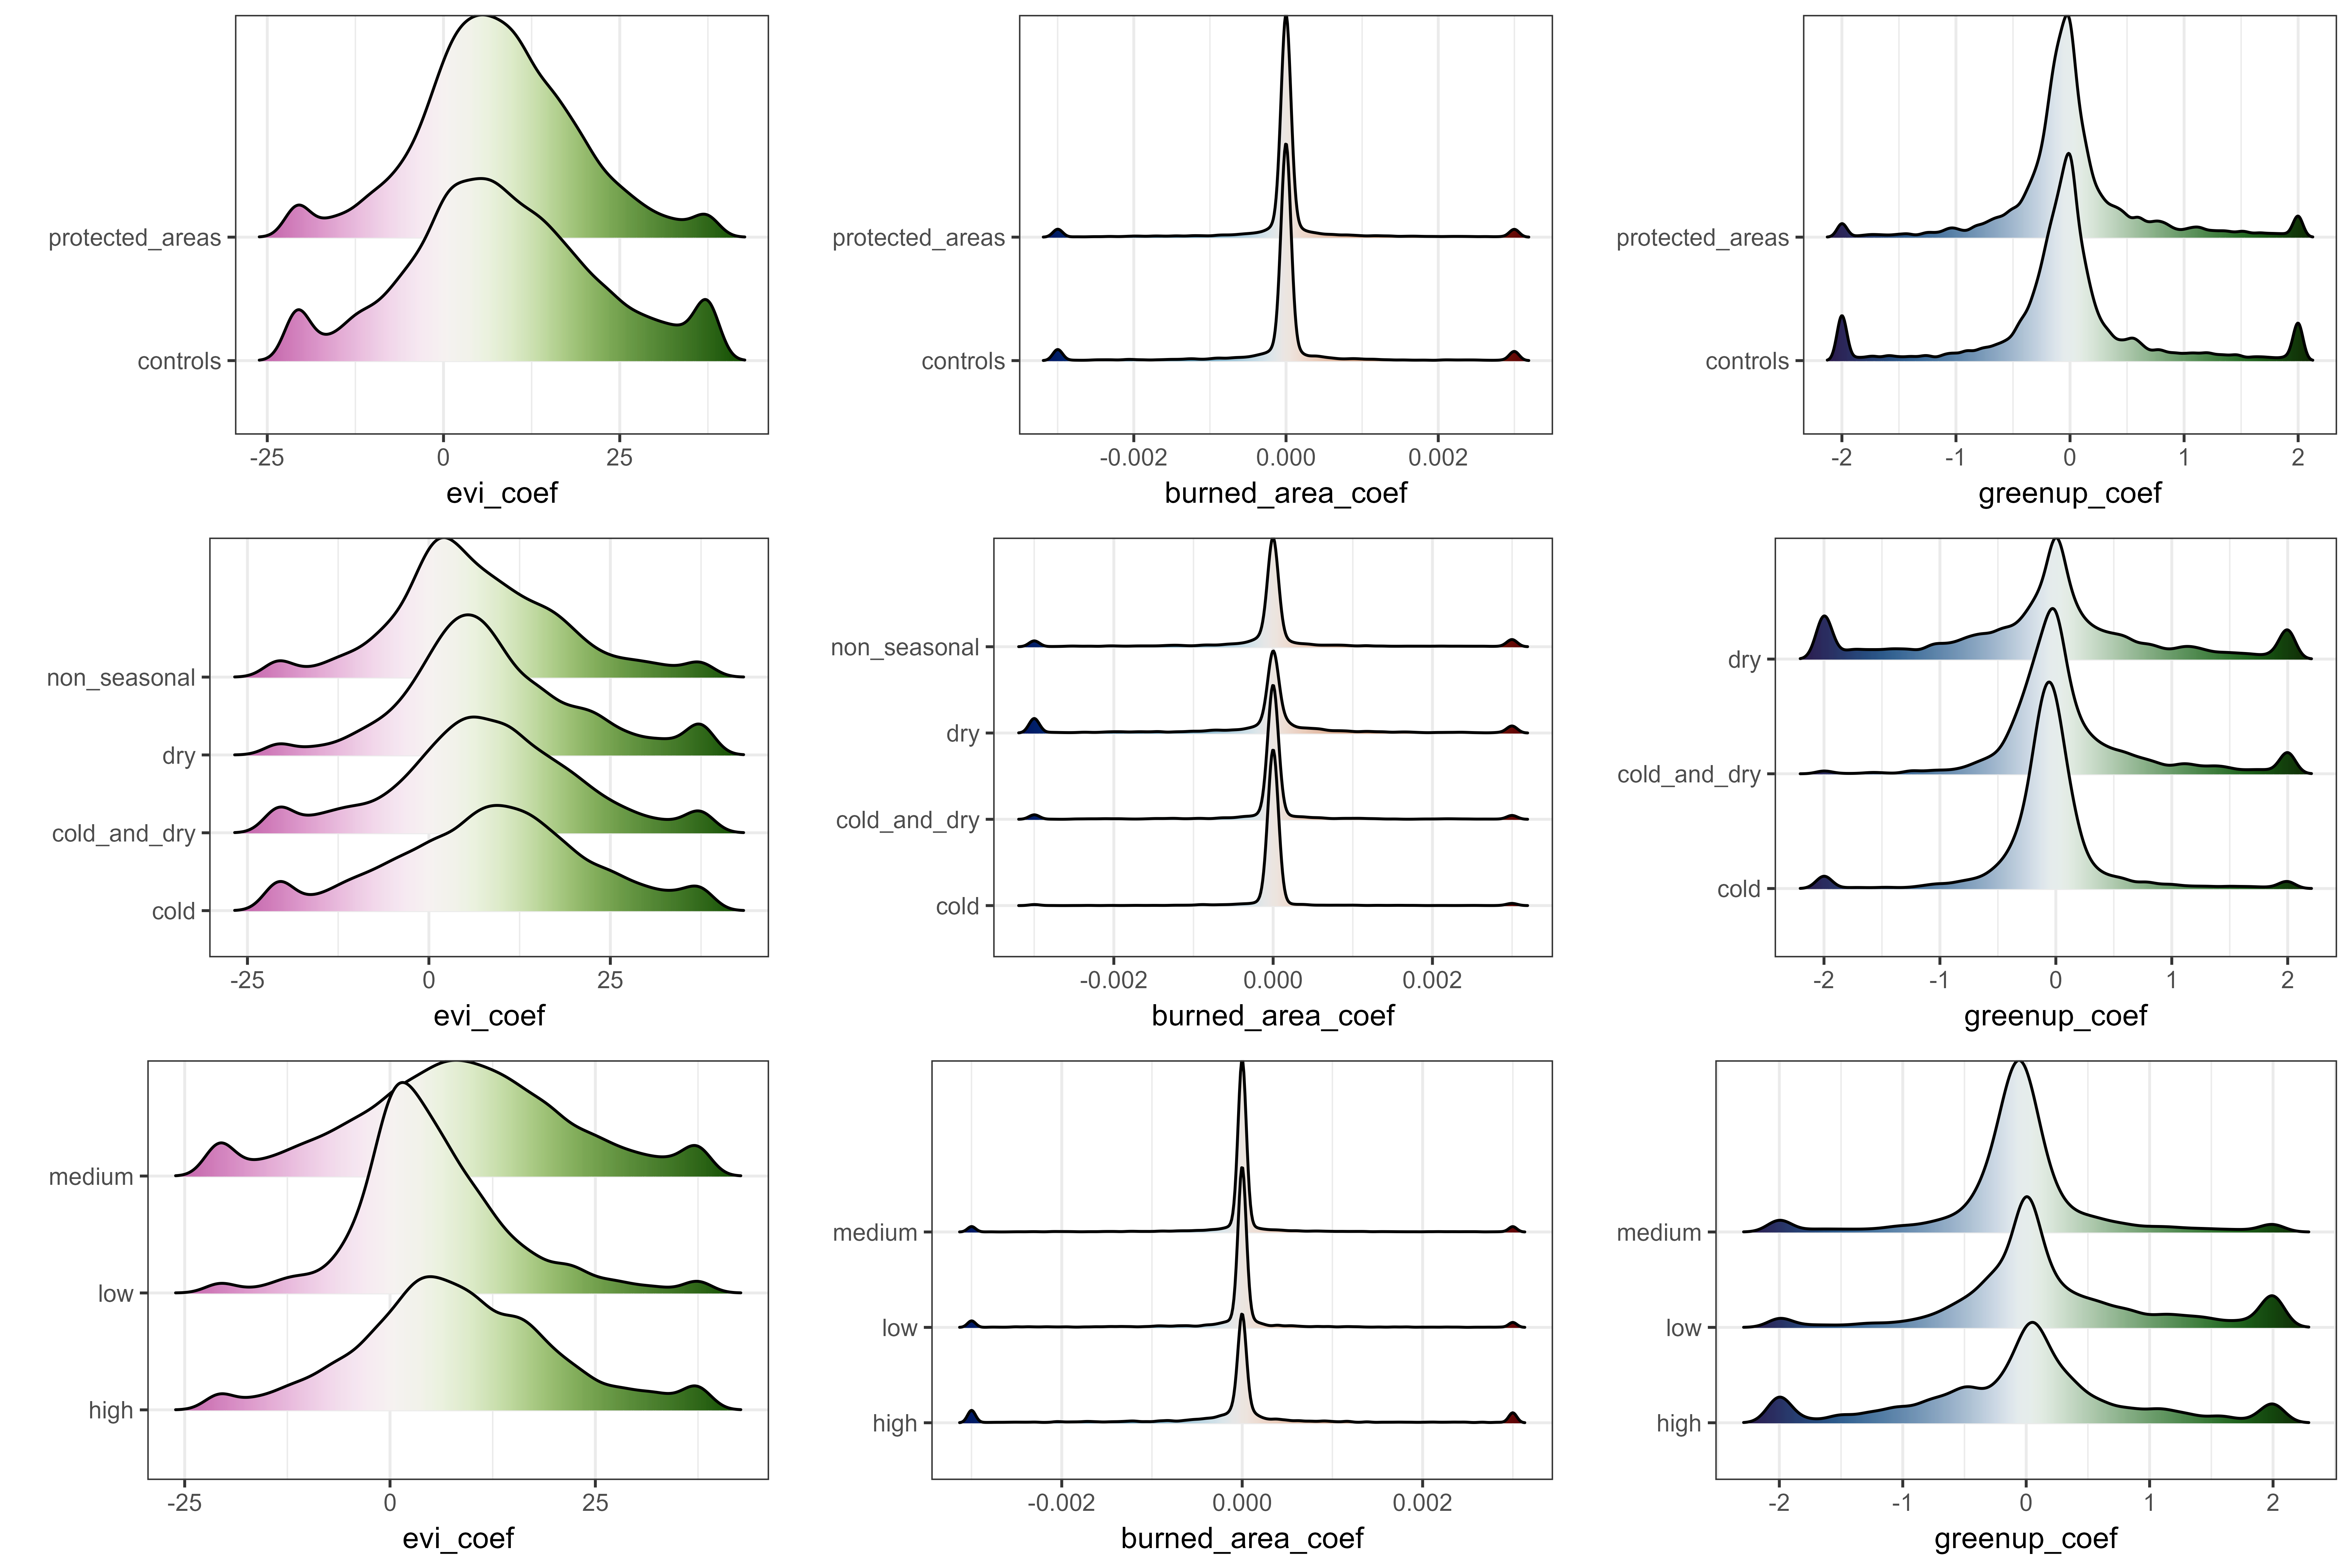 protected_areas
controls
-25 0 25
evi_coef
protected_areas
controls
-0.002 0.000 0.002
burned_area_coef
protected_areas
controls
-2 -1 0 1 2
greenup_coef
non_seasonal
dry
cold_and_dry
cold
-25 0 25
evi_coef
non_seasonal
dry
cold_and_dry
cold
-0.002 0.000 0.002
burned_area_coef
dry
cold_and_dry
cold
-2 -1 0 1 2
greenup_coef
medium
low
high
-25 0 25
evi_coef
medium
low
high
-0.002 0.000 0.002
burned_area_coef
medium
low
high
-2 -1 0 1 2
greenup_coef